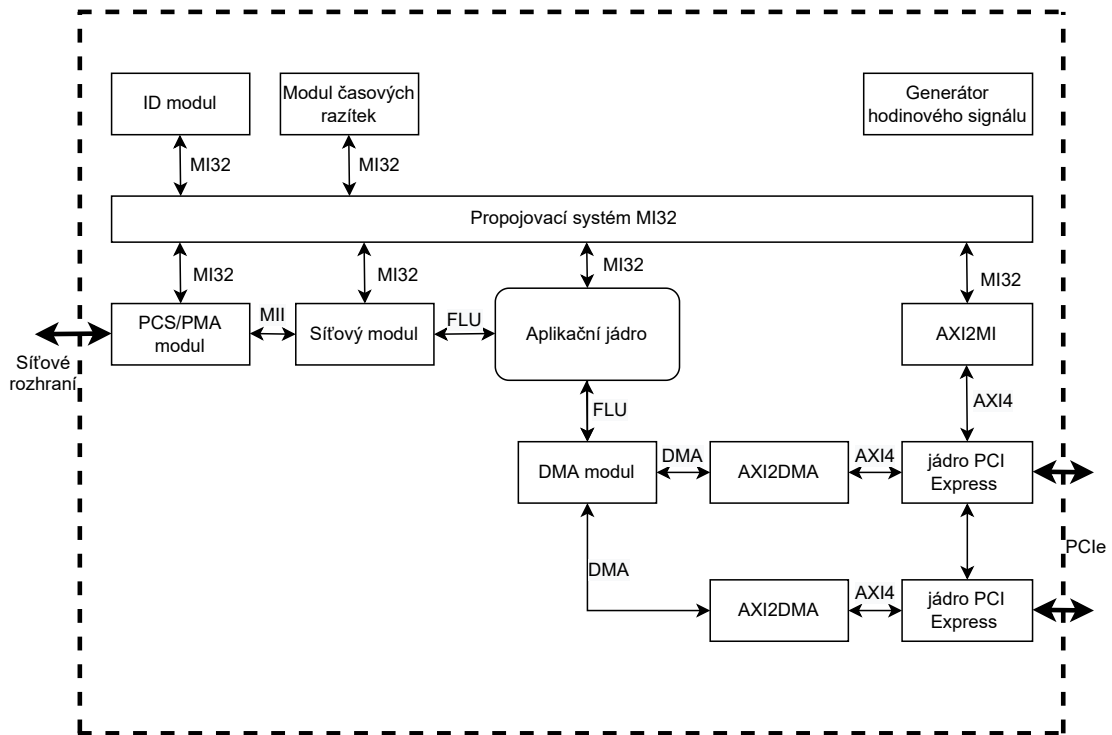 ID modul
Modul časových
razítek
Generátor
hodinového signálu
MI32
MI32
Propojovací systém MI32
MI32
MI32
MI32
MI32
PCS/PMA
modul
MII
Síťový modul
FLU
Aplikační jádro
AXI2MI
Síťové
rozhraní
FLU
AXI4
DMA modul
DMA
AXI2DMA
AXI4
jádro PCI
Express
PCIe
DMA
AXI2DMA
AXI4
jádro PCI
Express